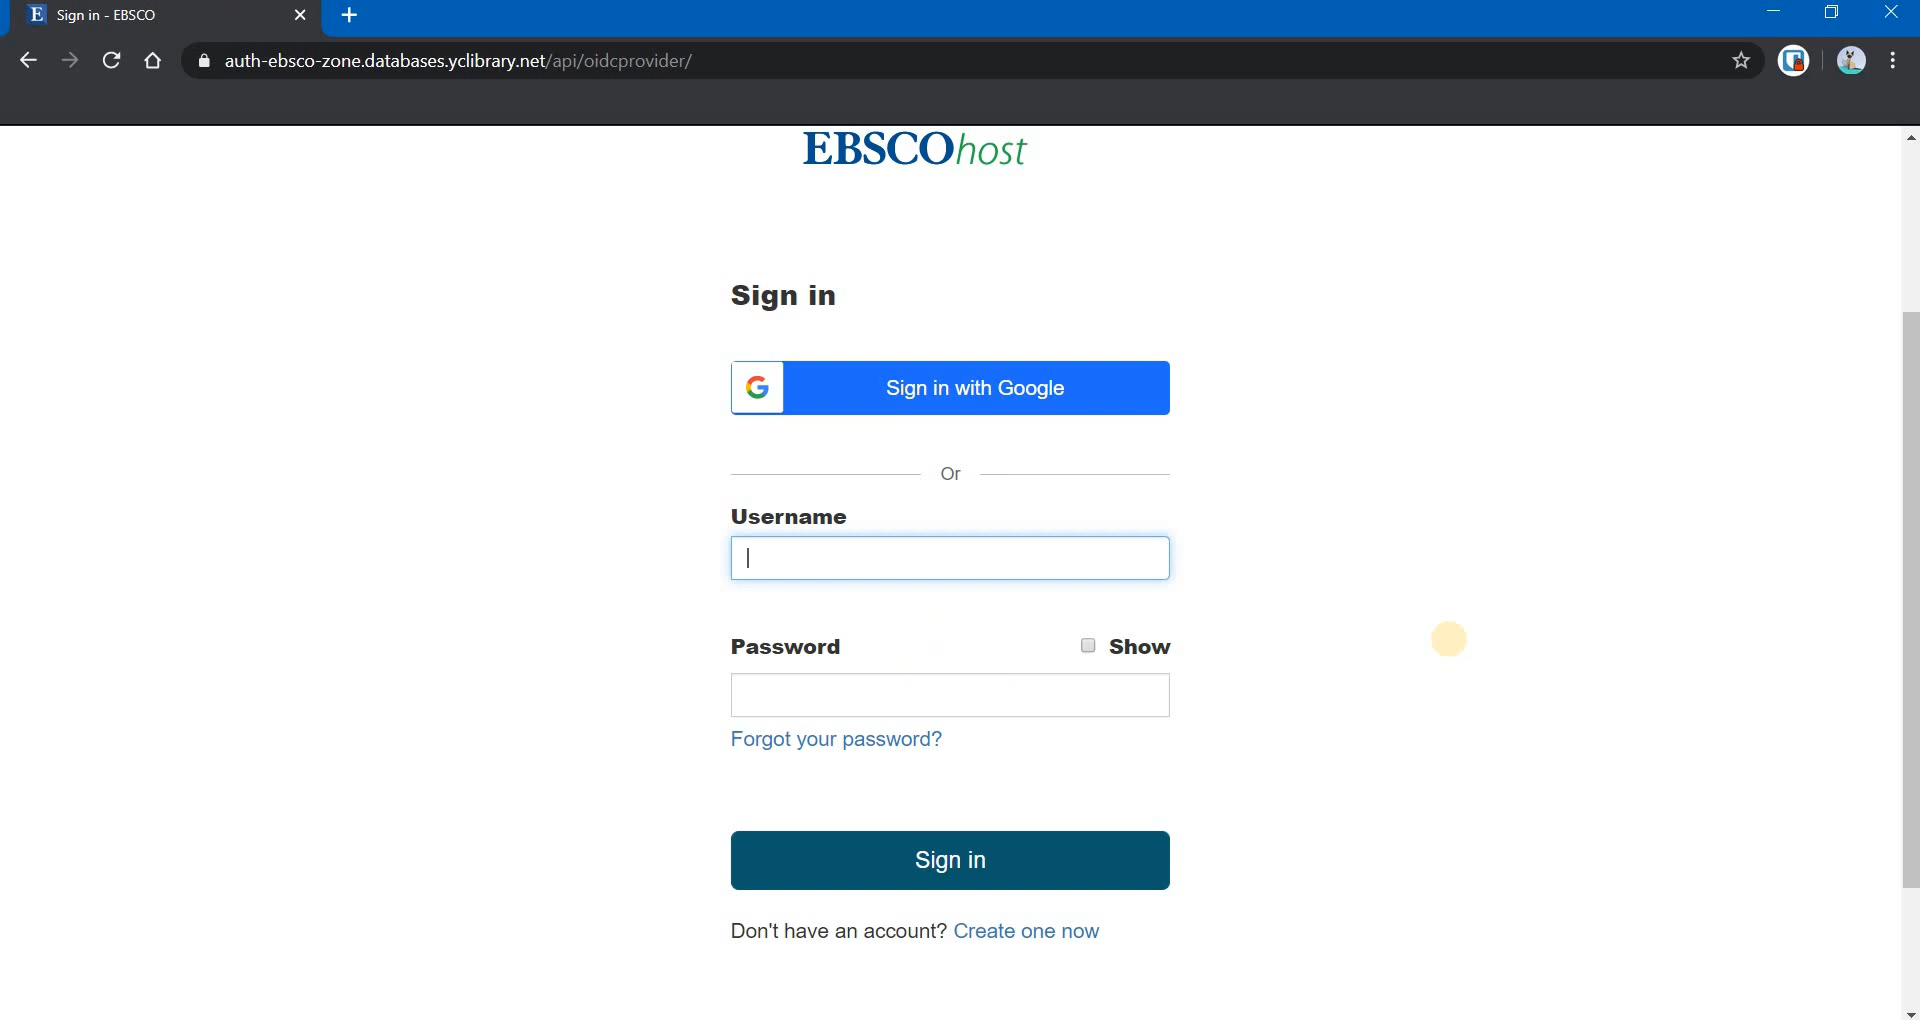 Sign in - EBSCO
auth-ebsco-zone.databases.yclibrary.net/api/oidcprovider/
EBSCOhost
Sign in
Sign in with Google
Or
Username
Password
Show
Forgot your password?
Sign in
Don't have an account? Create one now